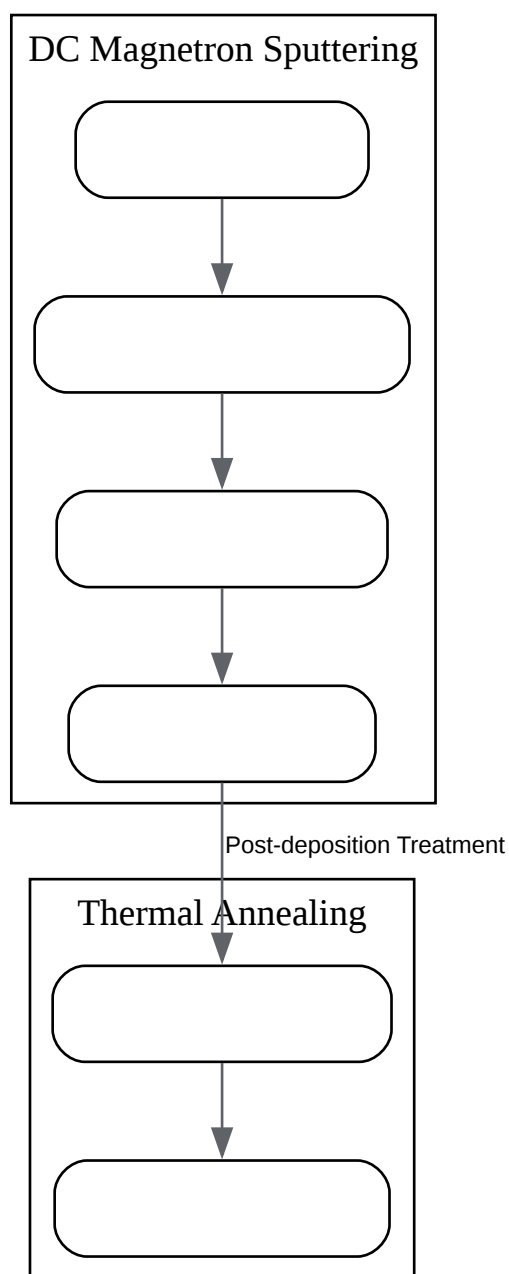 DC Magnetron Sputtering
Post-deposition Treatment
Thermal Annealing